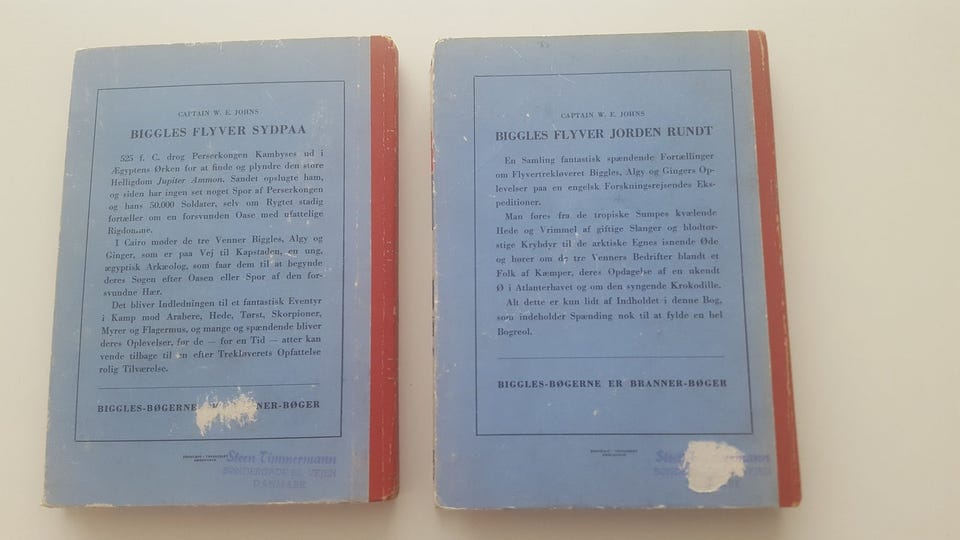 CAPTAIN W. E. JOHNS
BIGGLES FLYVER SYDPAA
525 f. C. drog Perserkongen Kambyses ud i
Ægyptens Ørken for at finde og plyndre den store
Helligdom Jupiter Ammon. Sandet opslugte ham,
og siden har ingen set noget Spor af Perserkongen
og hans 50.000 Soldater, selv om Rygtet stadig
fortæller om en forsvunden Oase med ufattelige
Rigdomme.
I Cairo møder de tre Venner Biggles, Algy og
Ginger, som er paa Vej til Kapstaden, en ung,
ægyptisk Arkæolog, som faar dem til at begynde
deres Søgen efter Oasen eller Spor af den for-
svundne Hær.
Det bliver Indledningen til et fantastisk Eventyr
i Kamp mod Arabere, Hede, Tørst, Skorpioner,
Myrer og Flagermus, og mange og spændende bliver
deres Oplevelser, før de — for en Tid — atter kan
vende tilbage til en efter Trekløverets Opfattelse
rolig Tilværelse.
BIGGLES-BØGERNE NER-BØGER
Steen Timmermann
SØNDERGADE 50, VEJEN
DANMARK
CAPTAIN W. E. JOHNS
BIGGLES FLYVER JORDEN RUNDT
En Samling fantastisk spændende Fortællinger
om Flyvertrekløveret Biggles, Algy og Gingers Op-
levelser paa en engelsk Forskningsrejsendes Eks-
peditioner.
Man føres fra de tropiske Sumpes kvælende
Hede og Vrimmel af giftige Slanger og blodtør-
stige Krybdyr til de arktiske Egnes isnende Øde
og hører om de tre Venners Bedrifter blandt et
Folk af Kæmper, deres Opdagelse af en ukendt
Ø i Atlanterhavet og om den syngende Krokodille.
Alt dette er kun lidt af Indholdet i denne Bog,
som indeholder Spænding nok til at fylde en hel
Bogreol.
BIGGLES-BØGERNE ER BRANNER-BØGER